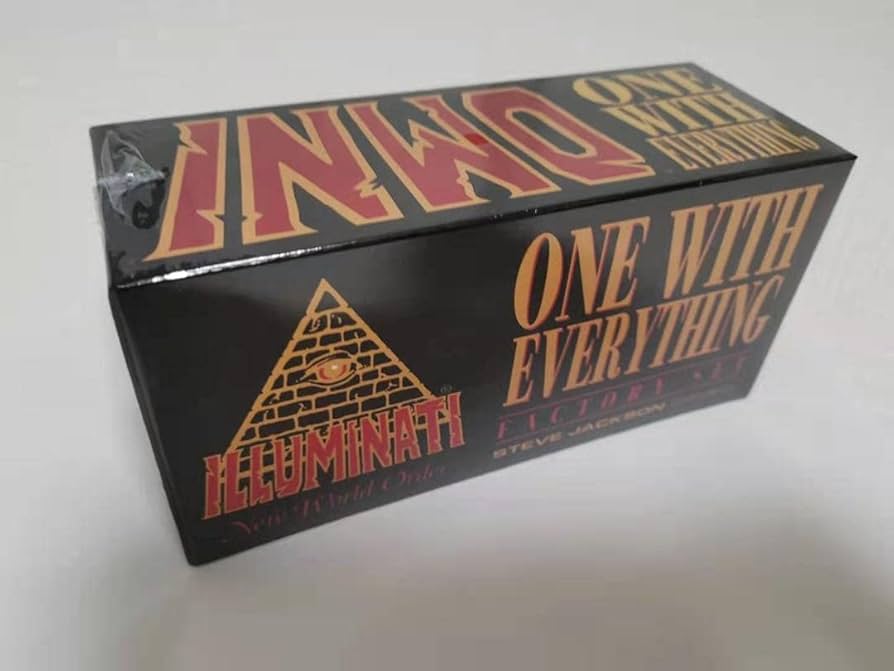 INWO
ONE
WITH
EVERYTHING
ONE WITH
EVERYTHING
FACTORY SET
STEVE JACKSON
ILLUMINATI®
New World Order